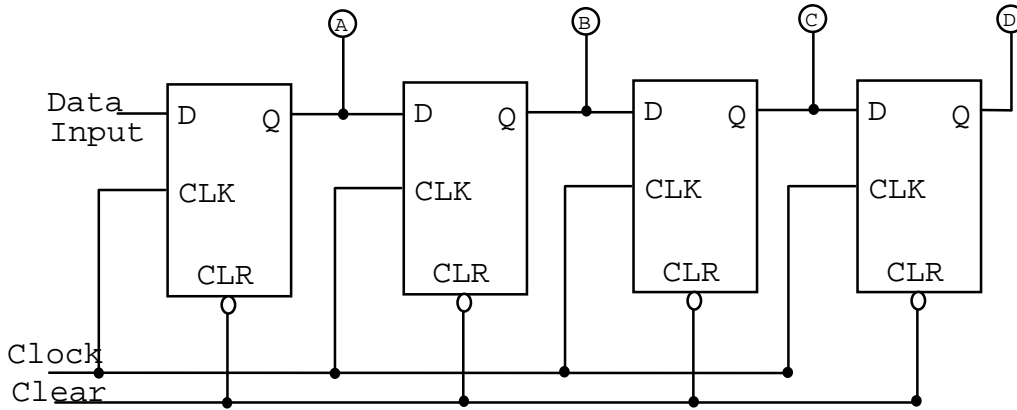 A B C D
Data
Input
D Q D Q D Q D Q
CLK CLK CLK CLK
CLR CLR CLR CLR
Clock
Clear